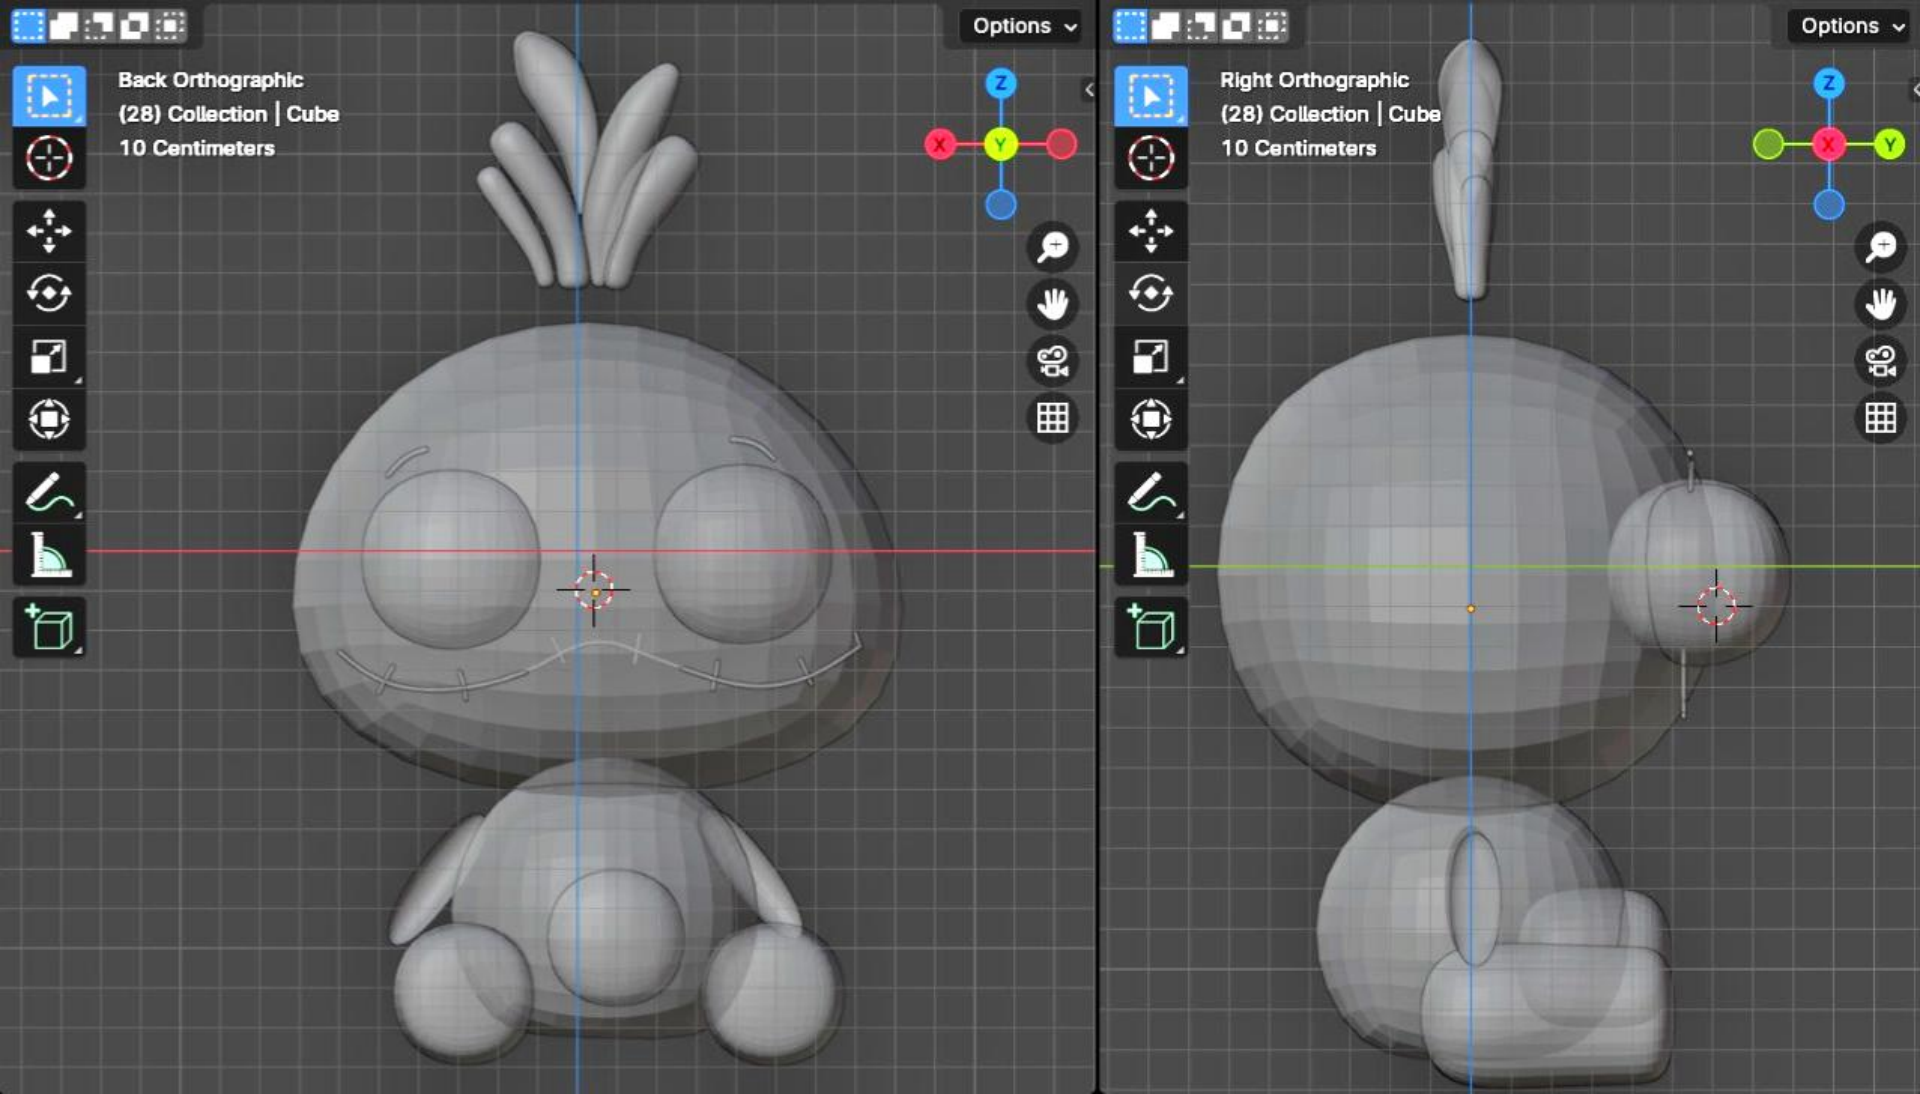 Options
Back Orthographic
(28) Collection | Cube
10 Centimeters
Z
X
Y
Options
Right Orthographic
(28) Collection | Cube
10 Centimeters
Z
X
Y